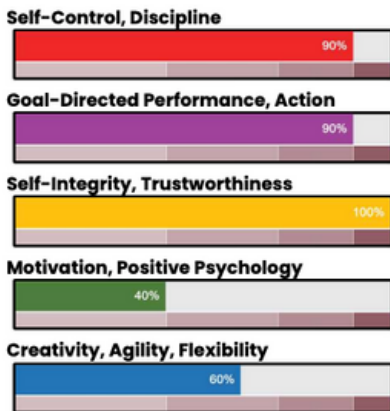 Self-Control, Discipline
90%
Goal-Directed Performance, Action
90%
Self-Integrity, Trustworthiness
100%
Motivation, Positive Psychology
40%
Creativity, Agility, Flexibility
60%